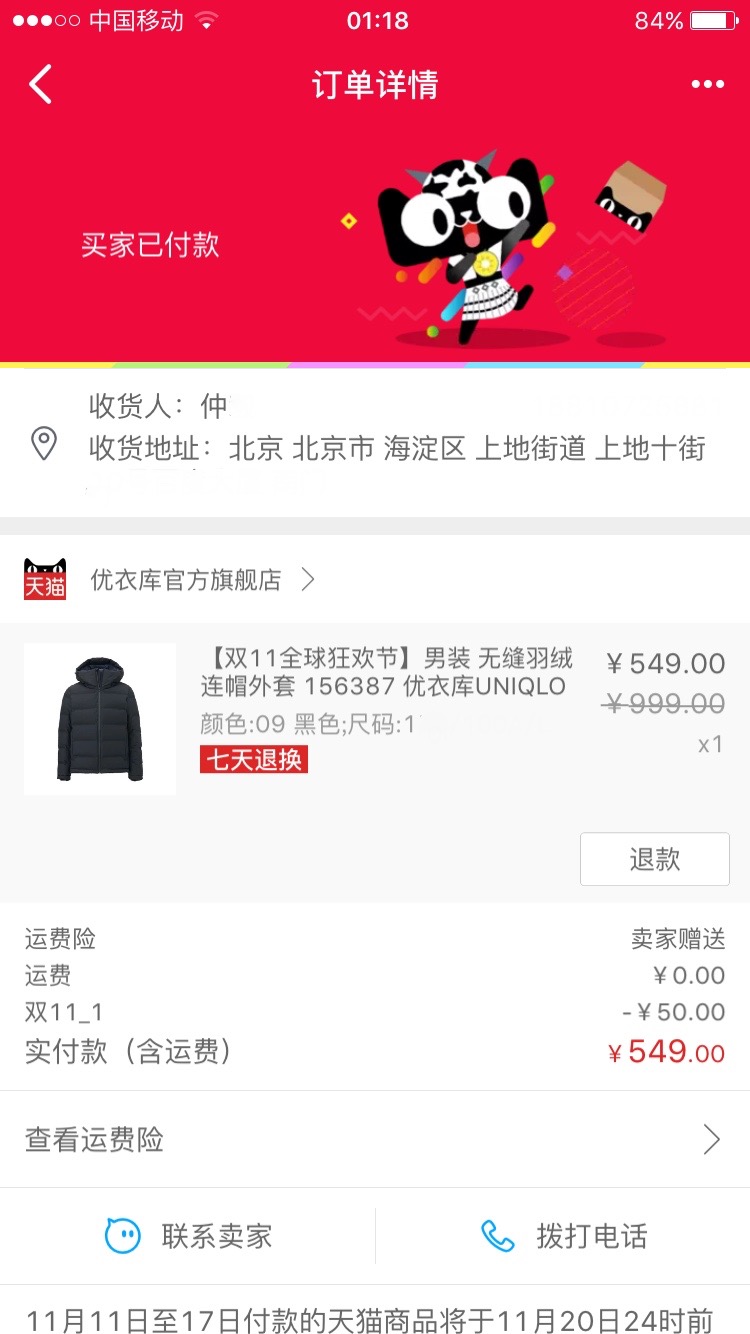 中国移动 01:18 84%
订单详情
买家已付款
收货人：仲
收货地址：北京 北京市 海淀区 上地街道 上地十街
天猫 优衣库官方旗舰店
【双11全球狂欢节】男装 无缝羽绒
连帽外套 156387 优衣库UNIQLO
¥549.00
¥999.00
颜色:09 黑色;尺码:1
x1
七天退换
退款
运费险 卖家赠送
运费 ¥0.00
双11_1 -¥50.00
实付款（含运费） ¥549.00
查看运费险
联系卖家 拨打电话
11月11日至17日付款的天猫商品将于11月20日24时前